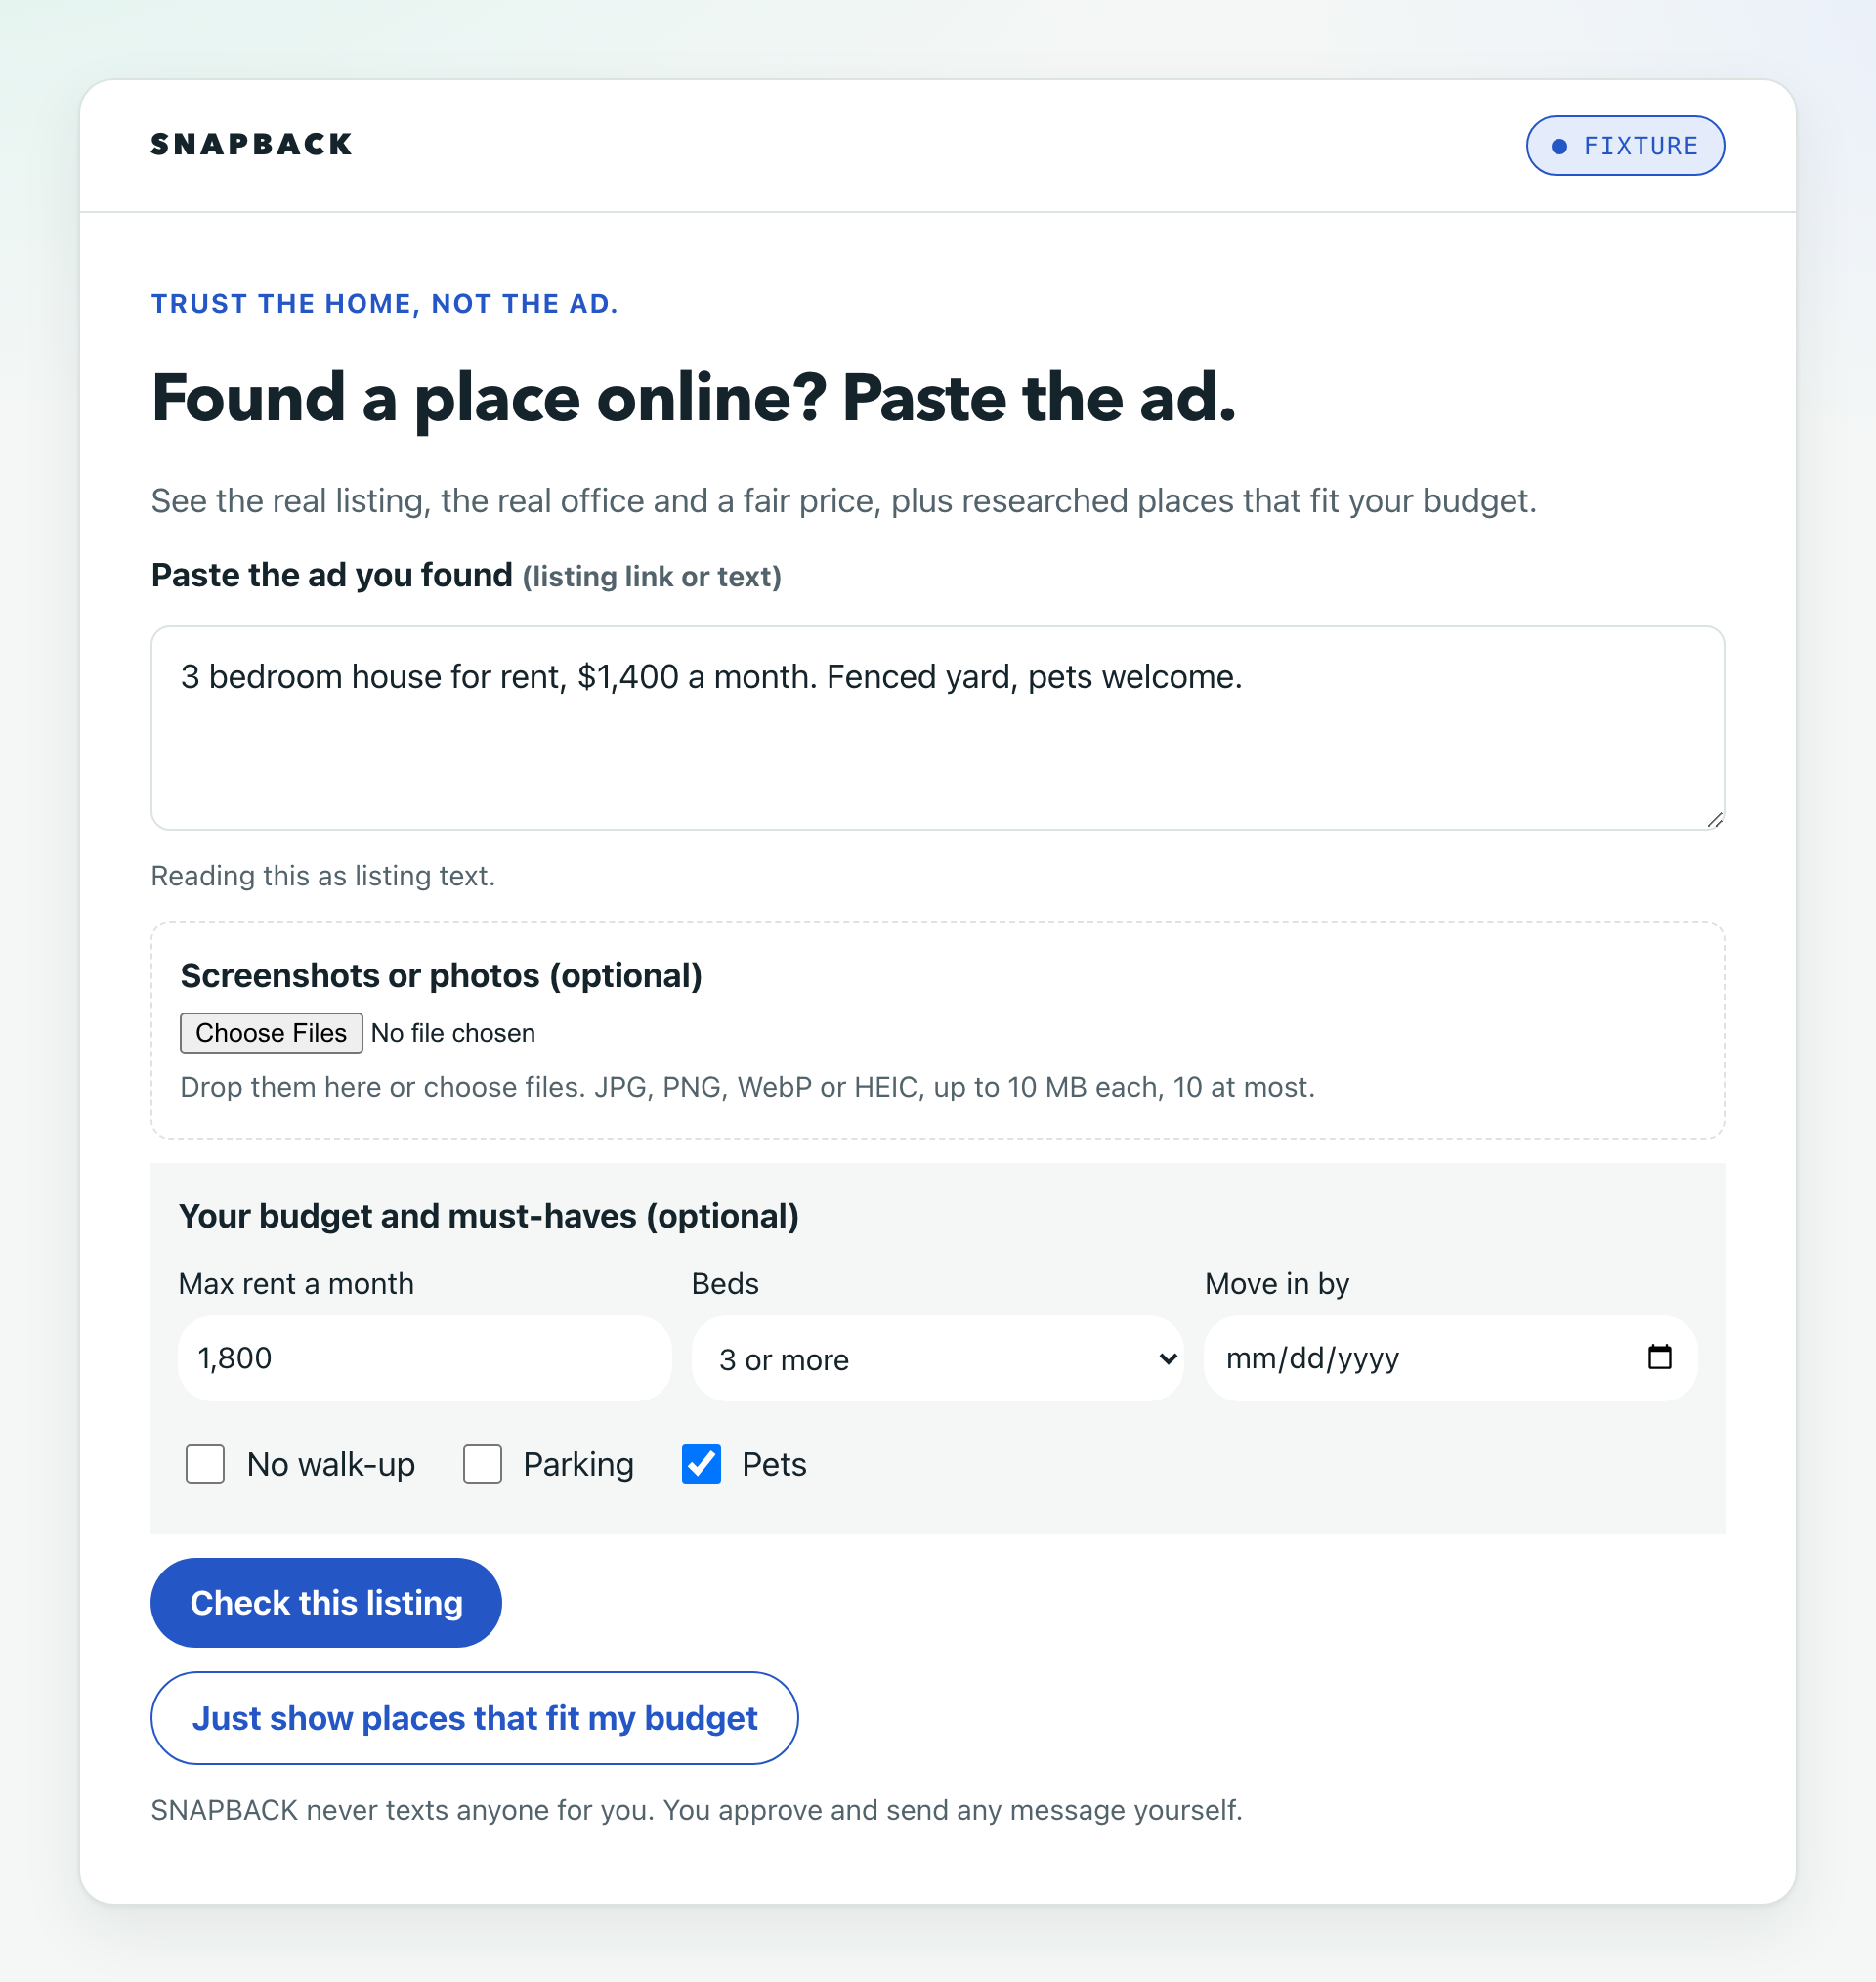 SNAPBACK
FIXTURE
TRUST THE HOME, NOT THE AD.
Found a place online? Paste the ad.
See the real listing, the real office and a fair price, plus researched places that fit your budget.
Paste the ad you found (listing link or text)
3 bedroom house for rent, $1,400 a month. Fenced yard, pets welcome.
Reading this as listing text.
Screenshots or photos (optional)
Choose Files No file chosen
Drop them here or choose files. JPG, PNG, WebP or HEIC, up to 10 MB each, 10 at most.
Your budget and must-haves (optional)
Max rent a month Beds Move in by
1,800 3 or more mm/dd/yyyy
No walk-up Parking Pets
Check this listing
Just show places that fit my budget
SNAPBACK never texts anyone for you. You approve and send any message yourself.